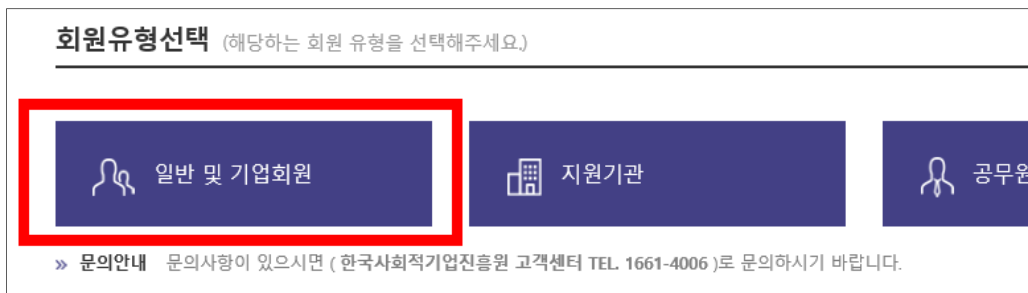 회원유형선택 (해당하는 회원 유형을 선택해주세요.)
일반 및 기업회원 지원기관 공무원
» 문의안내 문의사항이 있으시면 ( 한국사회적기업진흥원 고객센터 TEL. 1661-4006 )로 문의하시기 바랍니다.